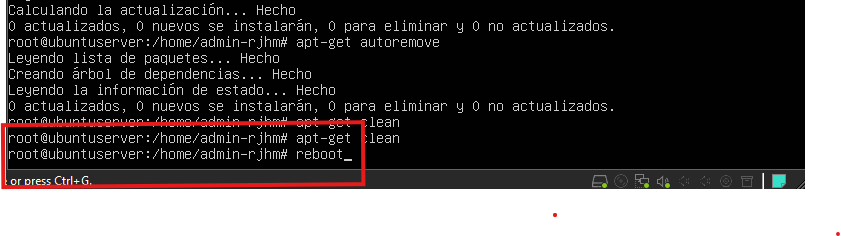 Calculando la actualización... Hecho
0 actualizados, 0 nuevos se instalarán, 0 para eliminar y 0 no actualizados.
root@ubuntuserver:/home/admin-rjhm# apt-get autoremove
Leyendo lista de paquetes... Hecho
Creando árbol de dependencias... Hecho
Leyendo la información de estado... Hecho
0 actualizados, 0 nuevos se instalarán, 0 para eliminar y 0 no actualizados.
root@ubuntuserver:/home/admin-rjhm# apt-get clean
root@ubuntuserver:/home/admin-rjhm# apt-get clean
root@ubuntuserver:/home/admin-rjhm# reboot_
or press Ctrl+G.